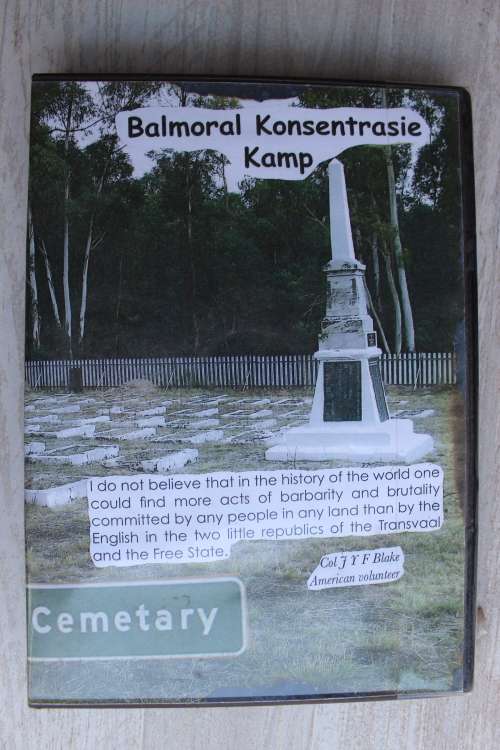 Balmoral Konsentrasie
Kamp
I do not believe that in the history of the world one
could find more acts of barbarity and brutality
committed by any people in any land than by the
English in the two little republics of the Transvaal
and the Free State.
Col J Y F Blake
American volunteer
Cemetary